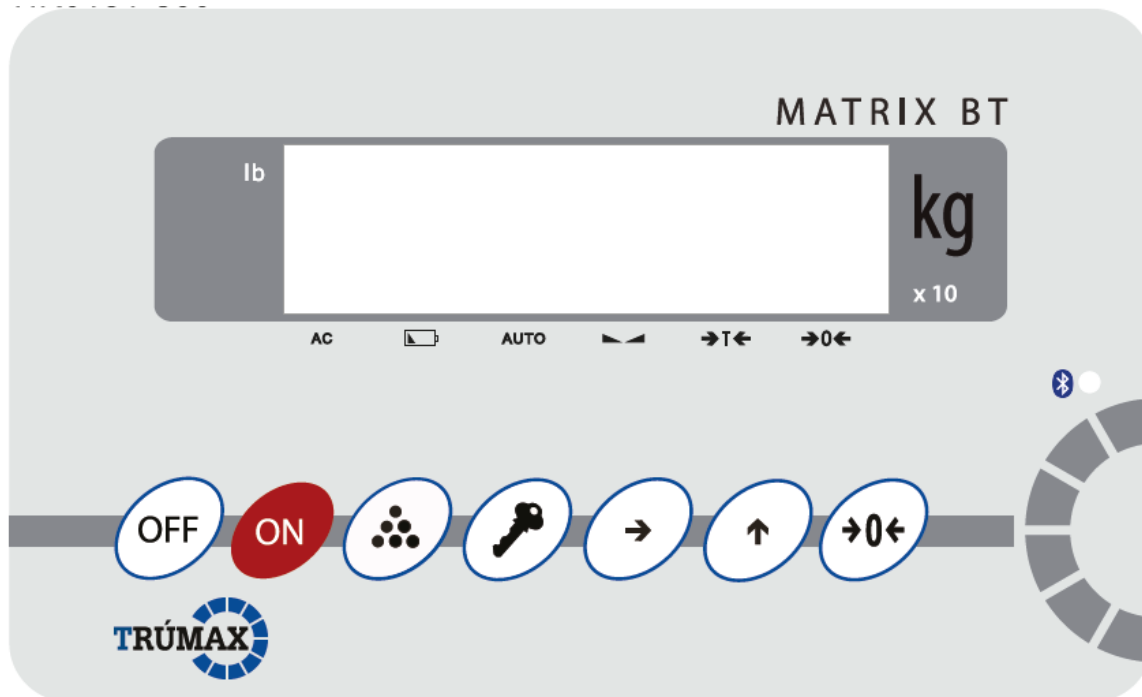 MATRIX BT
lb
kg
x 10
AC
AUTO
→T←
→0←
OFF
ON
→
↑
→0←
TRÚMAX